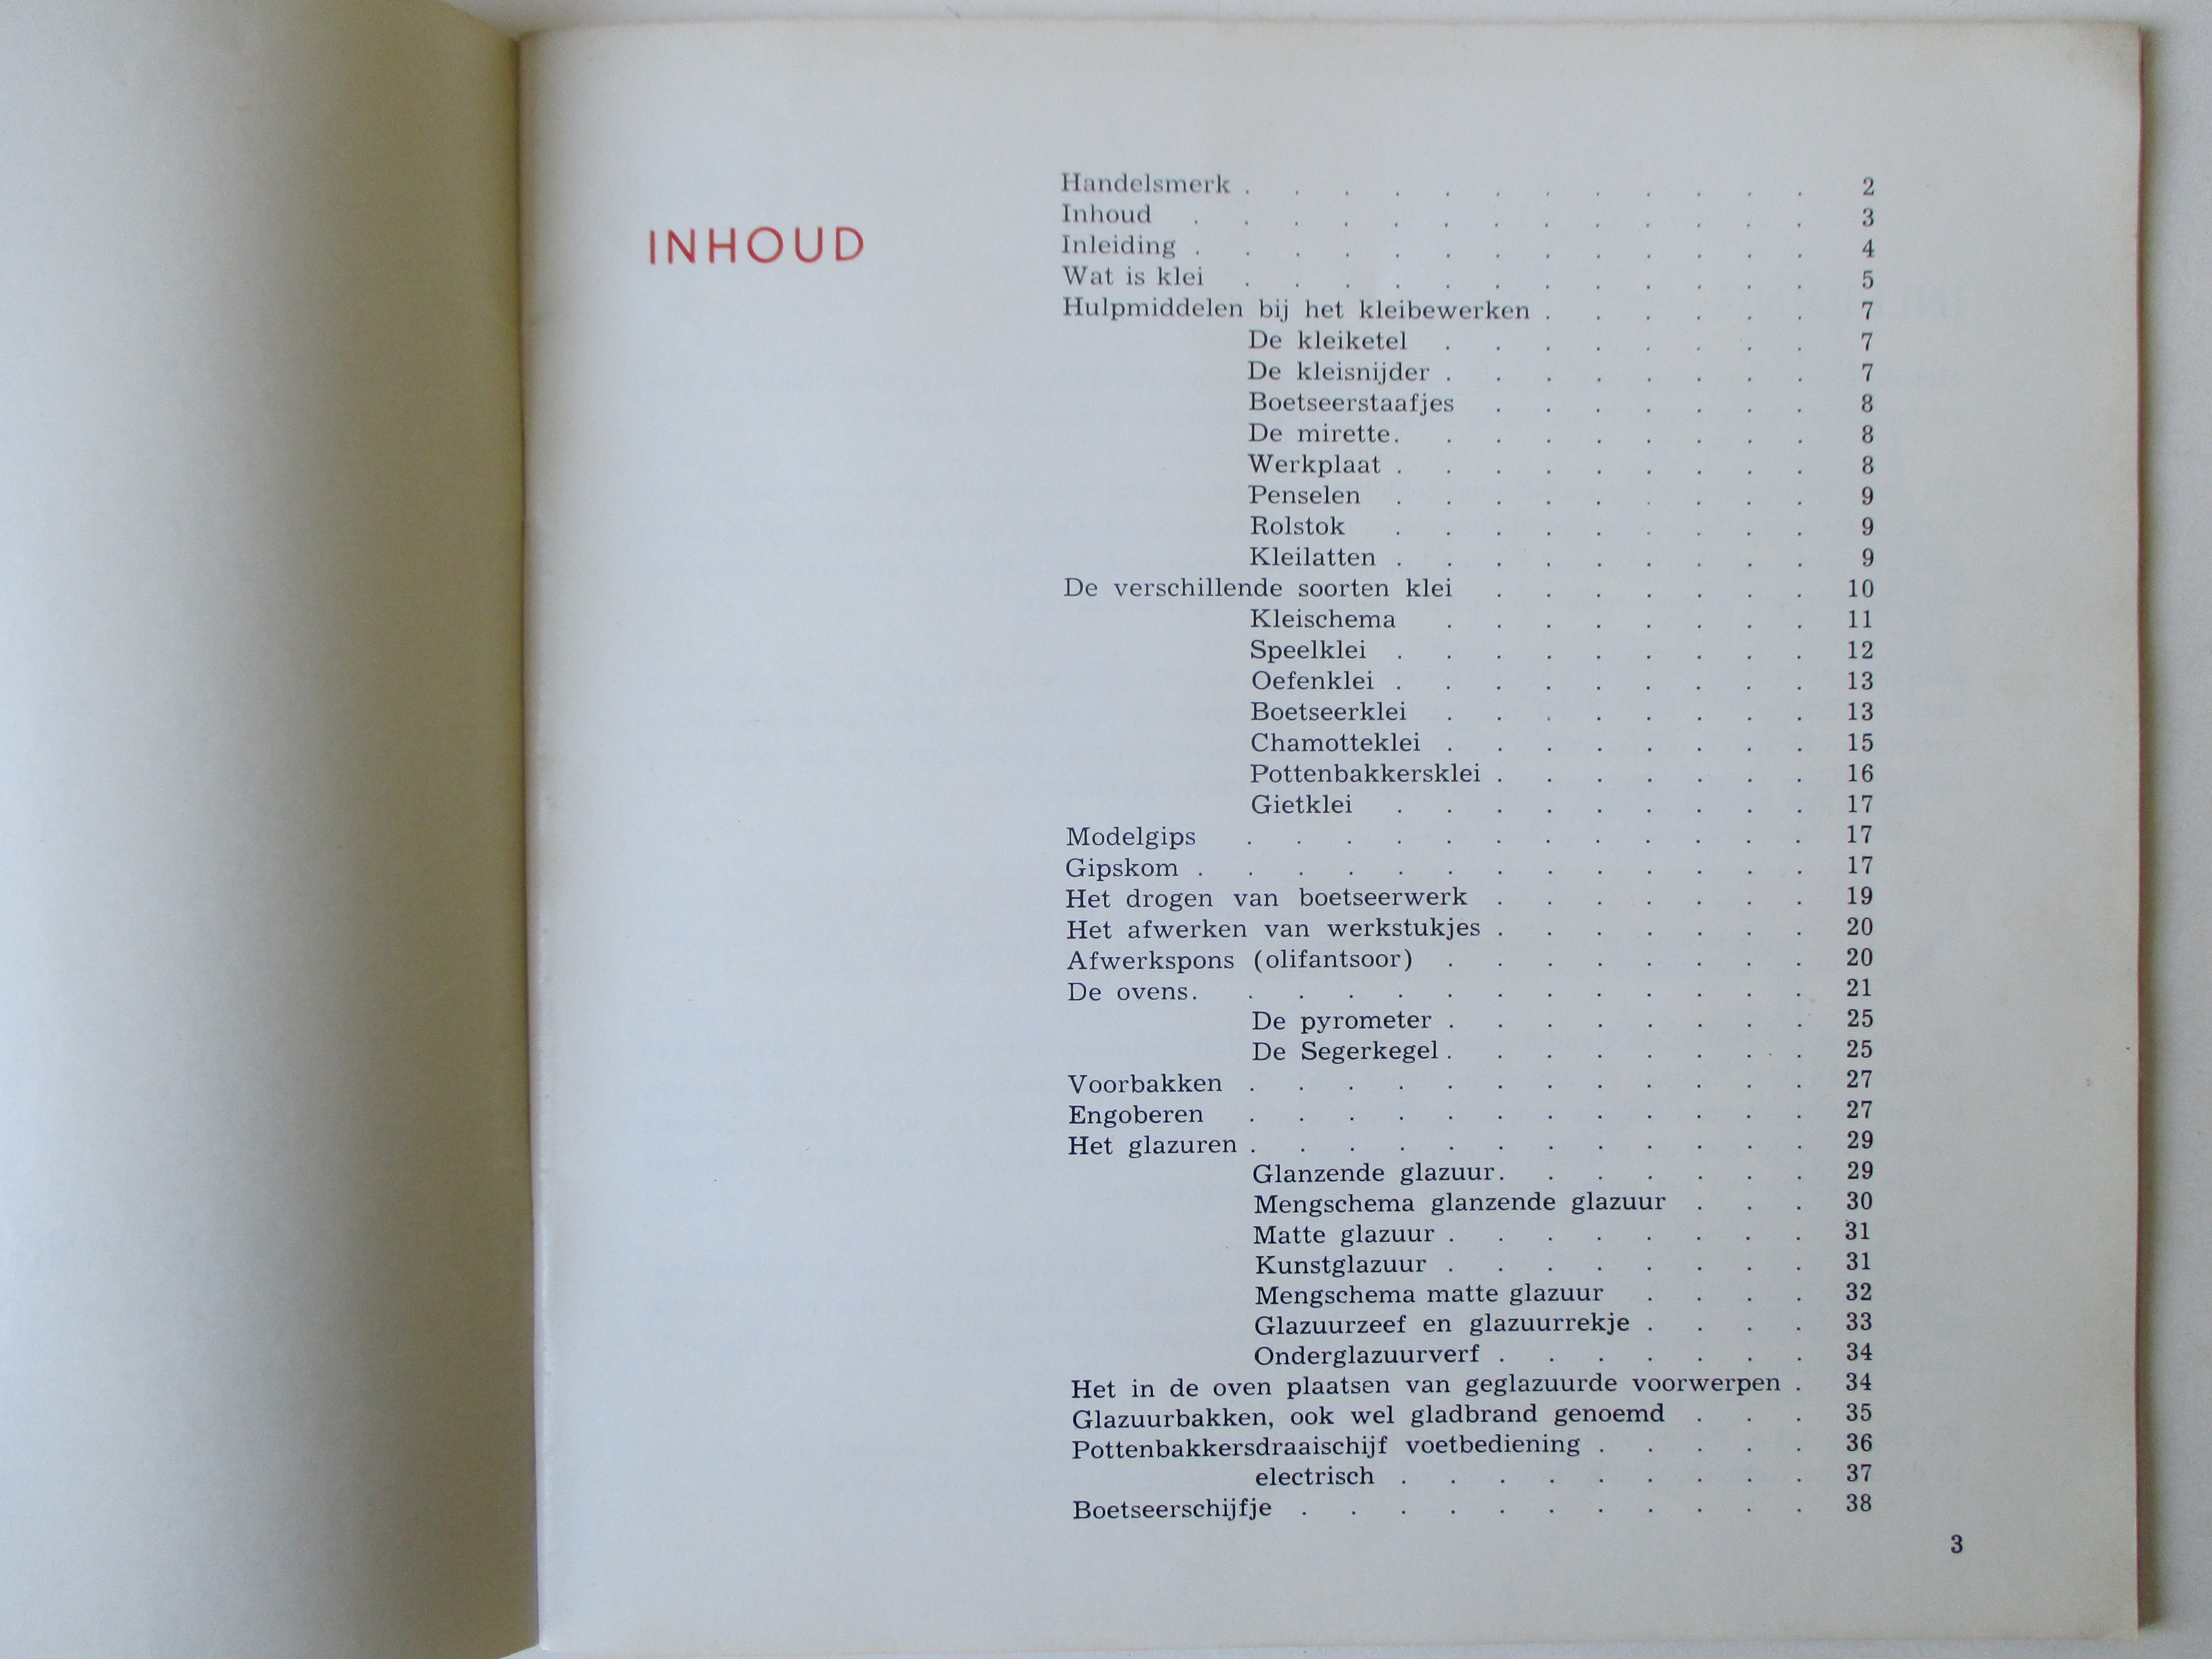 INHOUD
Handelsmerk . . . . . . . . . . . . 2
Inhoud . . . . . . . . . . . . . 3
Inleiding . . . . . . . . . . . . . 4
Wat is klei . . . . . . . . . . . . 5
Hulpmiddelen bij het kleibewerken . . . . . . 7
De kleiketel . . . . . . . . 7
De kleisnijder . . . . . . . . 7
Boetseerstaafjes . . . . . . . 8
De mirette. . . . . . . . . 8
Werkplaat . . . . . . . . . 8
Penselen . . . . . . . . . 9
Rolstok . . . . . . . . . 9
Kleilatten . . . . . . . . . 9
De verschillende soorten klei . . . . . . . 10
Kleischema . . . . . . . . 11
Speelklei . . . . . . . . . 12
Oefenklei . . . . . . . . . 13
Boetseerklei . . . . . . . . 13
Chamotteklei . . . . . . . . 15
Pottenbakkersklei . . . . . . . 16
Gietklei . . . . . . . . . 17
Modelgips . . . . . . . . . . . . 17
Gipskom . . . . . . . . . . . . . 17
Het drogen van boetseerwerk . . . . . . . 19
Het afwerken van werkstukjes . . . . . . . 20
Afwerkspons (olifantsoor) . . . . . . . . 20
De ovens. . . . . . . . . . . . . 21
De pyrometer . . . . . . . . 25
De Segerkegel . . . . . . . . 25
Voorbakken . . . . . . . . . . . . 27
Engoberen . . . . . . . . . . . . 27
Het glazuren . . . . . . . . . . . . 29
Glanzende glazuur. . . . . . . 29
Mengschema glanzende glazuur . . . 30
Matte glazuur . . . . . . . . 31
Kunstglazuur . . . . . . . . 31
Mengschema matte glazuur . . . . 32
Glazuurzeef en glazuurrekje . . . . 33
Onderglazuurverf . . . . . . . 34
Het in de oven plaatsen van geglazuurde voorwerpen . 34
Glazuurbakken, ook wel gladbrand genoemd . . . 35
Pottenbakkersdraaischijf voetbediening . . . . . 36
electrisch . . . . . . . . . 37
Boetseerschijfje . . . . . . . . . . . 38
3